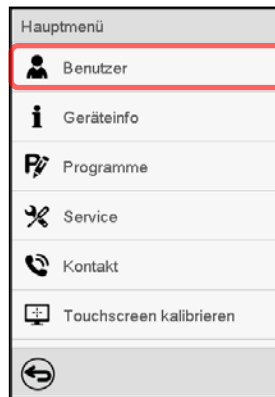 Hauptmenü
Benutzer
Geräteinfo
Programme
Service
Kontakt
Touchscreen kalibrieren